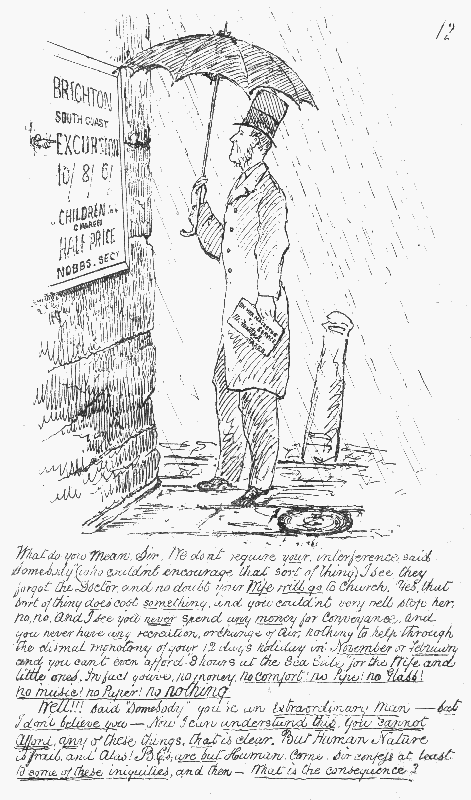 12
BRIGHTON
SOUTH COAST
EXCURSION
10/ 8/ 6/
CHILDREN
HALF PRICE
NOBBS. SECY
What do you mean, Sir, We dont require your interference said
Somebody (who couldnt encourage that sort of thing) I see they
forgot the Doctor, and no doubt your Wife will go to Church. Yes, that
sort of thing does cost something, and you couldnt very well stop her,
no, no. And I see you never spend any money for Conveyance, and
you never have any recreation, or change of Air, nothing to help through
the dismal monotony of your 12 days holiday in November or February
and you can't even afford 8 hours at the Sea Side, for the Wife and
little ones. In fact you've, no money, no comfort! no Pipe! no Glass!
no music! no Paper! no nothing
Well!!! said "Somebody" you is an Extraordinary Man — but
I dont believe you — Now I can understand this, You cannot
Afford, any of these things, that is clear. But Human Nature
is frail, and Alas! are but Human. Come Sir confess at least
to some of these iniquities, and then — What is the consequence?